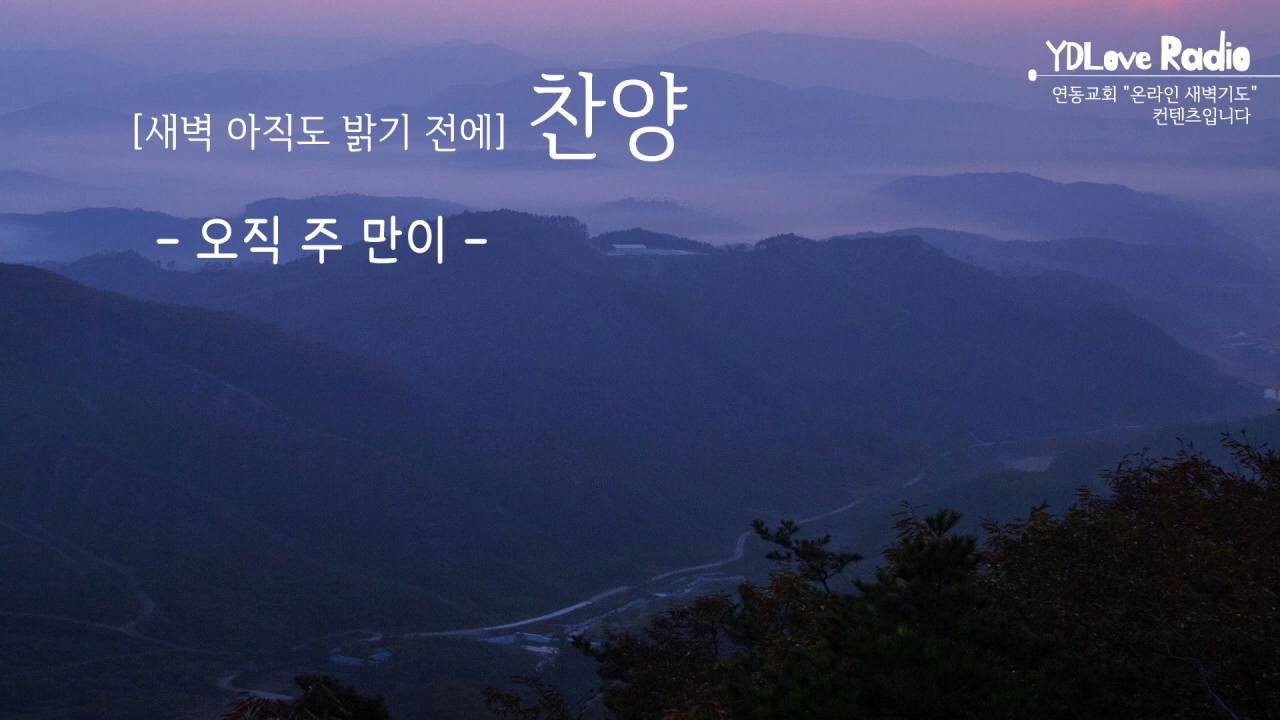 [새벽 아직도 밝기 전에] 찬양
- 오직 주 만이 -
YDLove Radio
연동교회 "온라인 새벽기도"
컨텐츠입니다